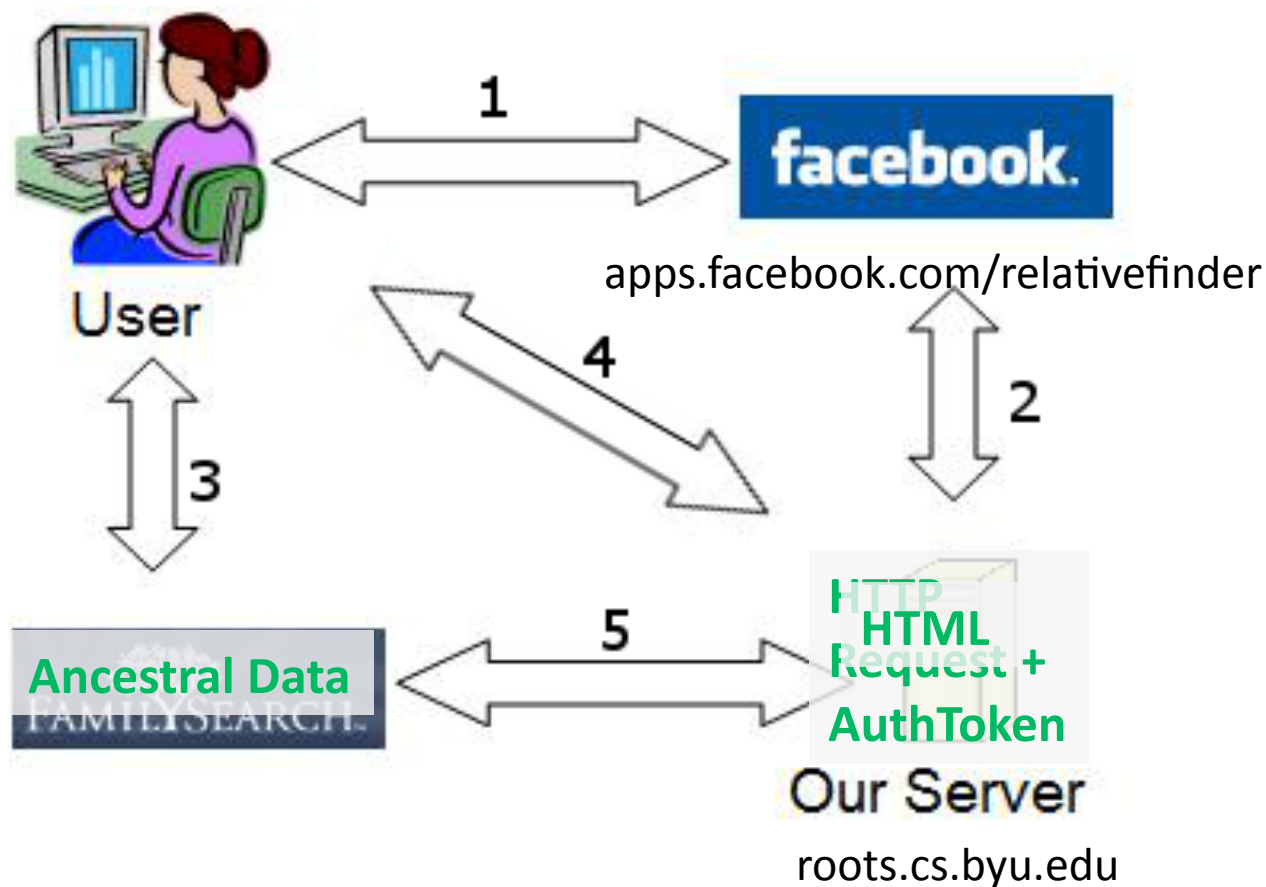 1
facebook.
apps.facebook.com/relativefinder
User
4
2
3
5
HTTP
HTML
Request +
AuthToken
Ancestral Data
FAMILYSEARCH
Our Server
roots.cs.byu.edu